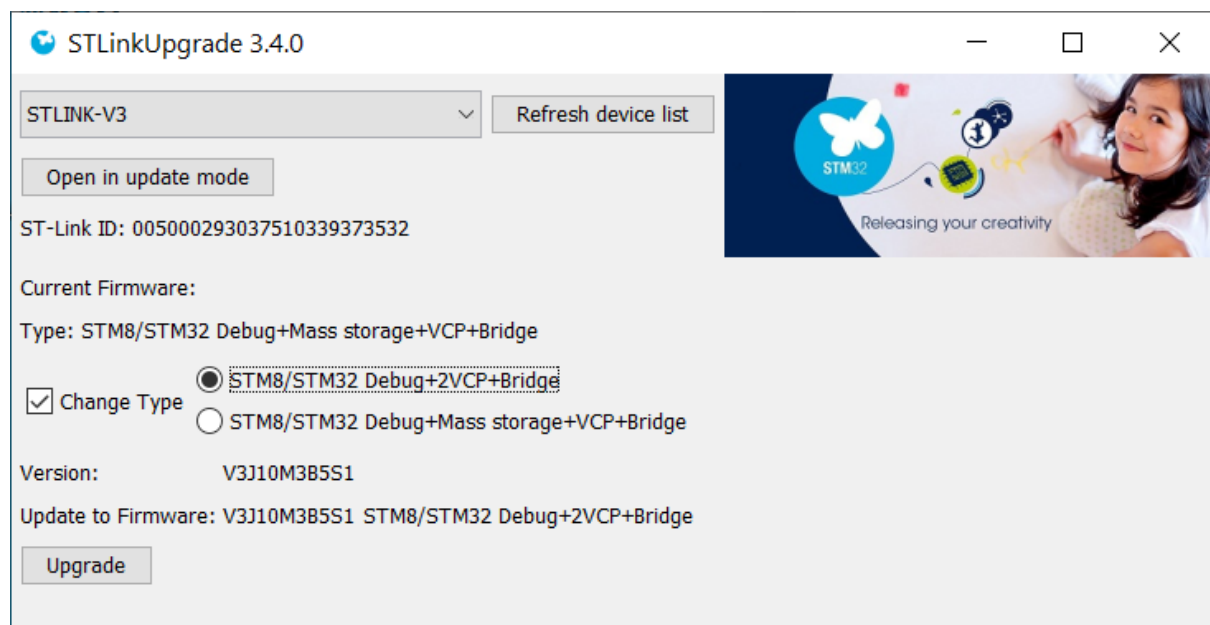 STLinkUpgrade 3.4.0
STLINK-V3
Refresh device list
Open in update mode
STM32
Releasing your creativity
ST-Link ID: 005000293037510339373532
Current Firmware:
Type: STM8/STM32 Debug+Mass storage+VCP+Bridge
Change Type
STM8/STM32 Debug+2VCP+Bridge
STM8/STM32 Debug+Mass storage+VCP+Bridge
Version: V3J10M3B5S1
Update to Firmware: V3J10M3B5S1 STM8/STM32 Debug+2VCP+Bridge
Upgrade